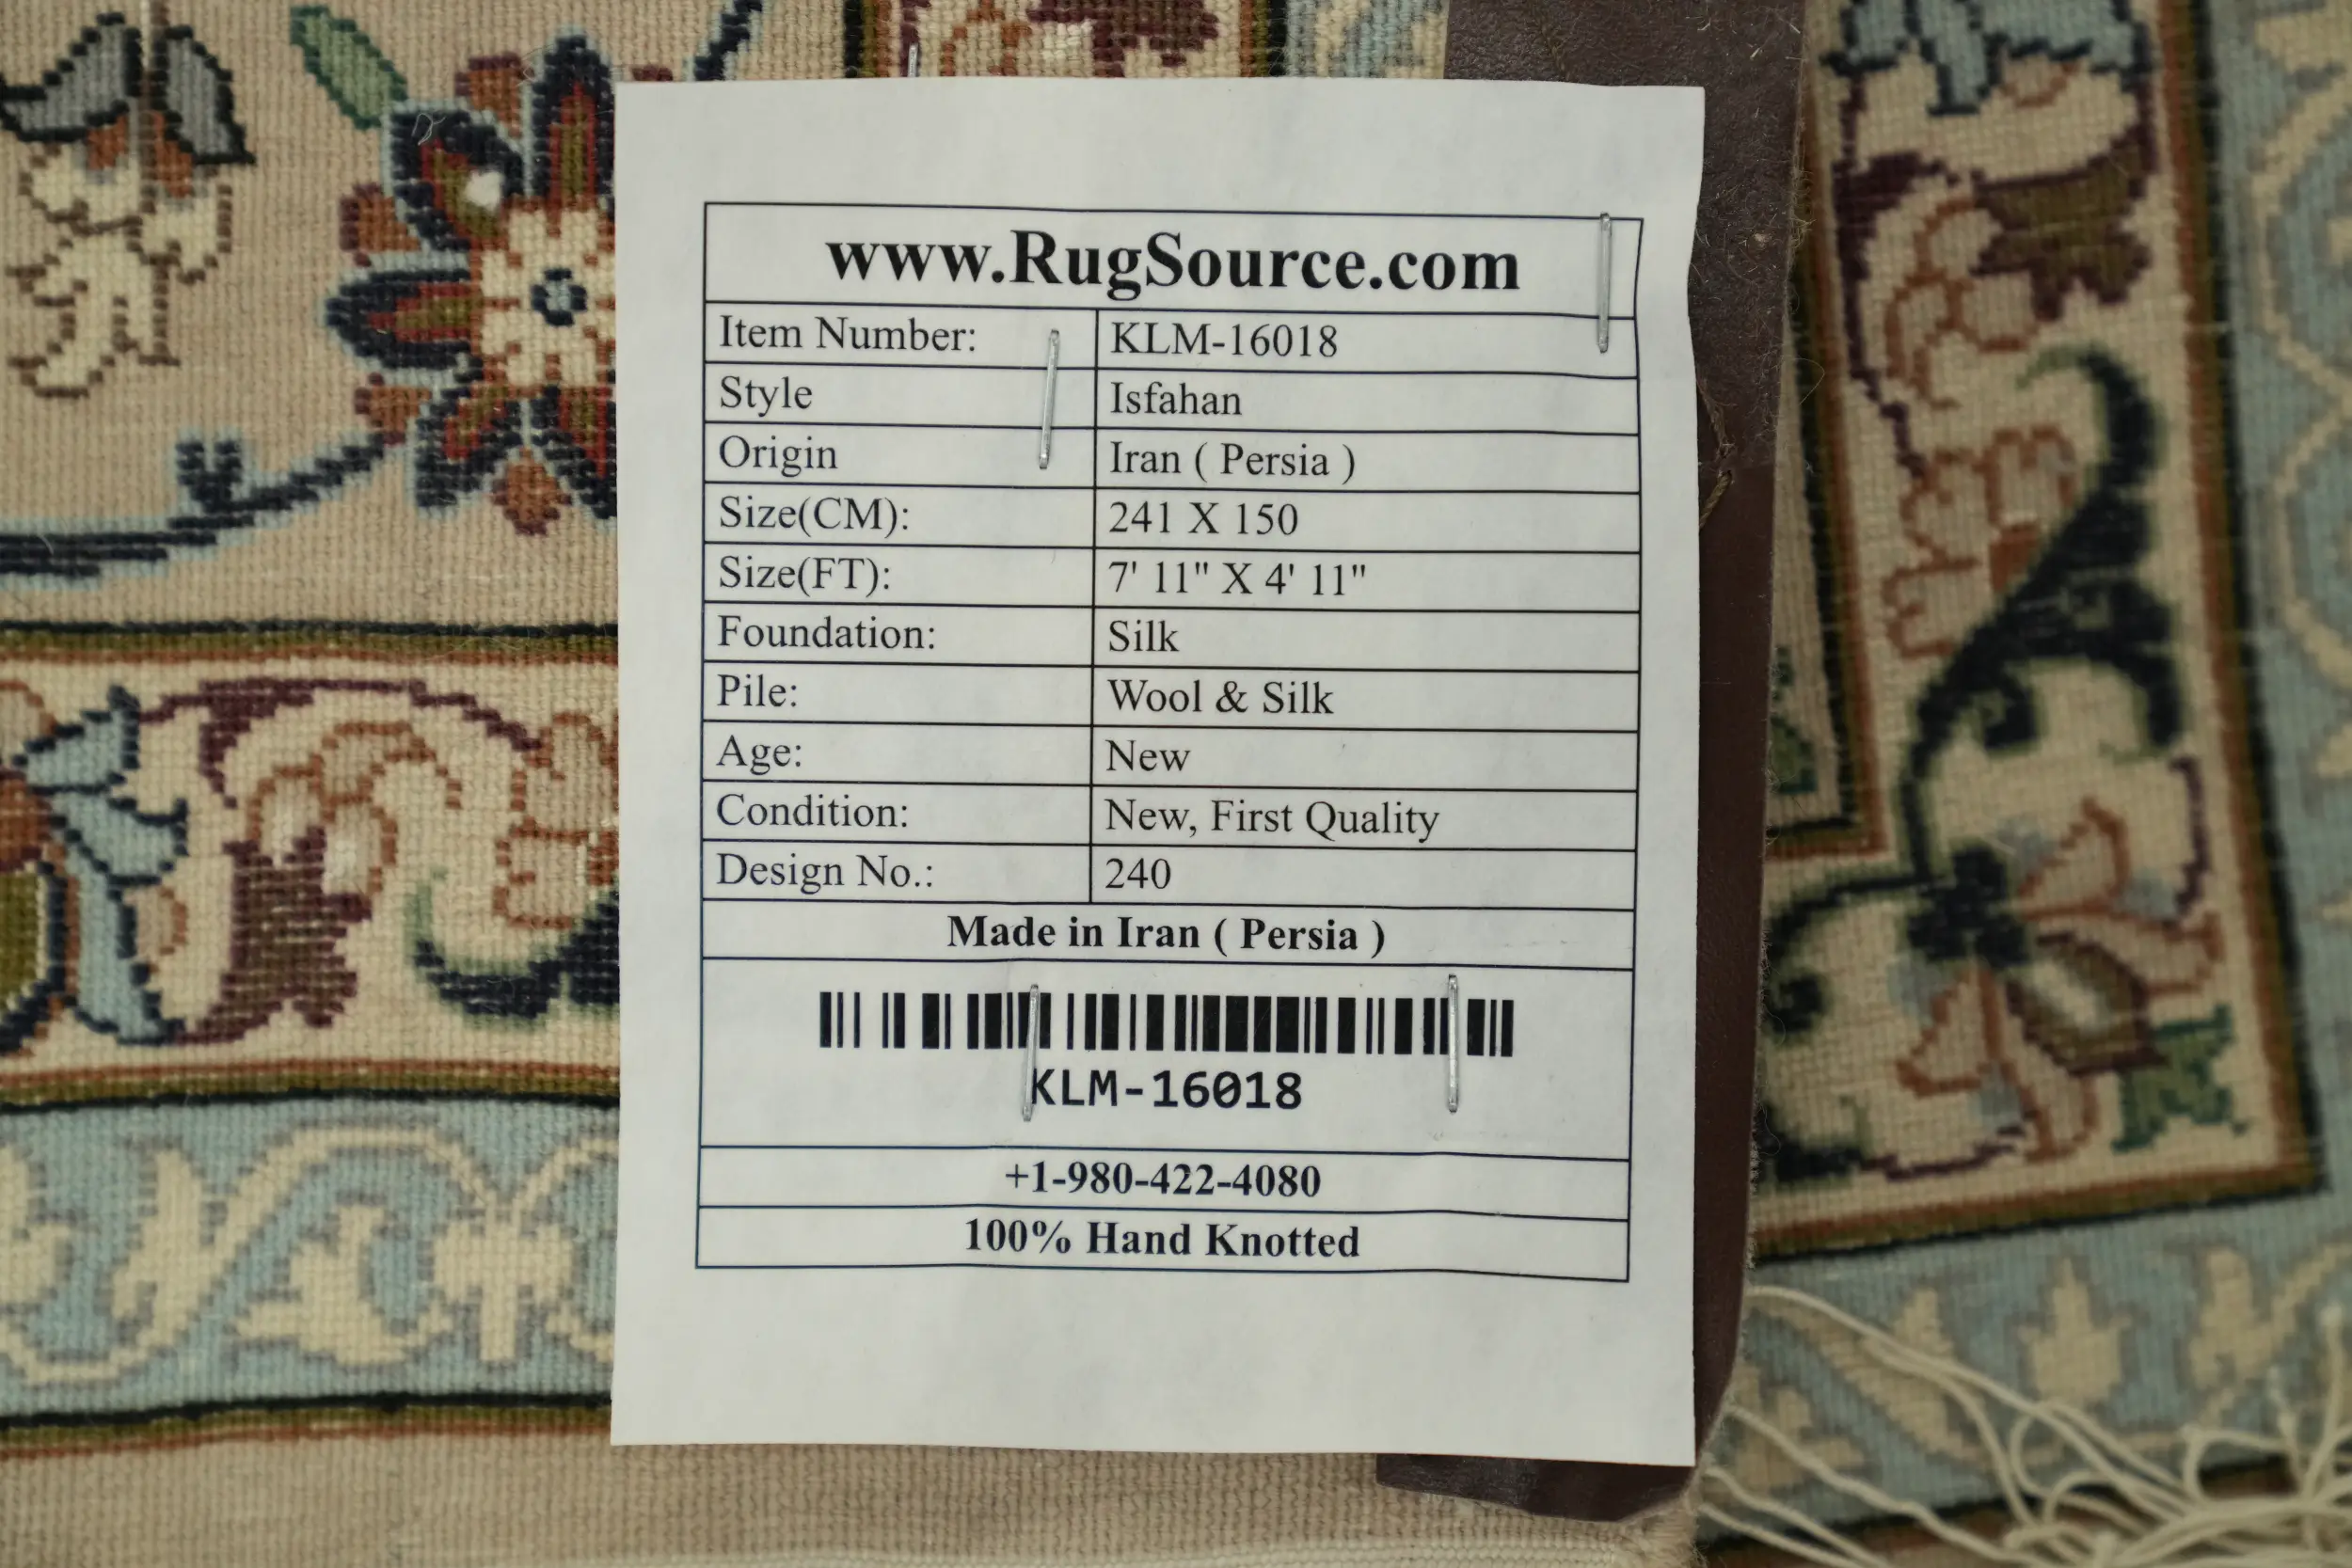 www.RugSource.com
Item Number: KLM-16018
Style Isfahan
Origin Iran ( Persia )
Size(CM): 241 X 150
Size(FT): 7' 11" X 4' 11"
Foundation: Silk
Pile: Wool & Silk
Age: New
Condition: New, First Quality
Design No.: 240
Made in Iran ( Persia )
KLM-16018
+1-980-422-4080
100% Hand Knotted